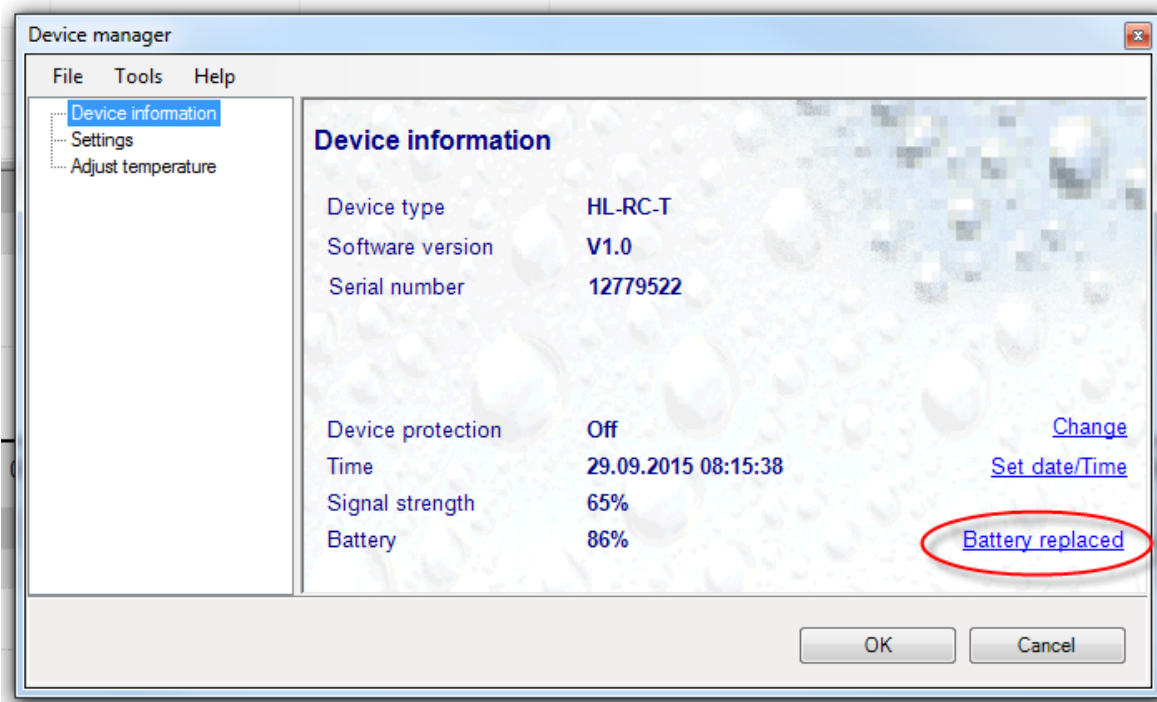 Device manager
File Tools Help
Device information
Settings
Adjust temperature
Device information
Device type HL-RC-T
Software version V1.0
Serial number 12779522
Device protection Off Change
Time 29.09.2015 08:15:38 Set date/Time
Signal strength 65%
Battery 86% Battery replaced
OK Cancel